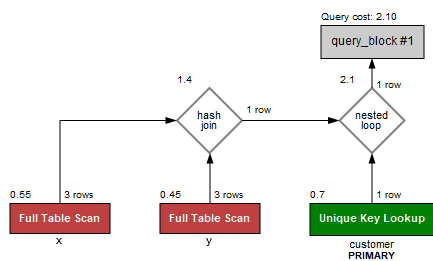 Query cost: 2.10
query_block #1
2.1
1 row
1.4
hash
join
1 row
nested
loop
0.55
3 rows
0.45
3 rows
0.7
1 row
Full Table Scan
Full Table Scan
Unique Key Lookup
x
y
customer
PRIMARY